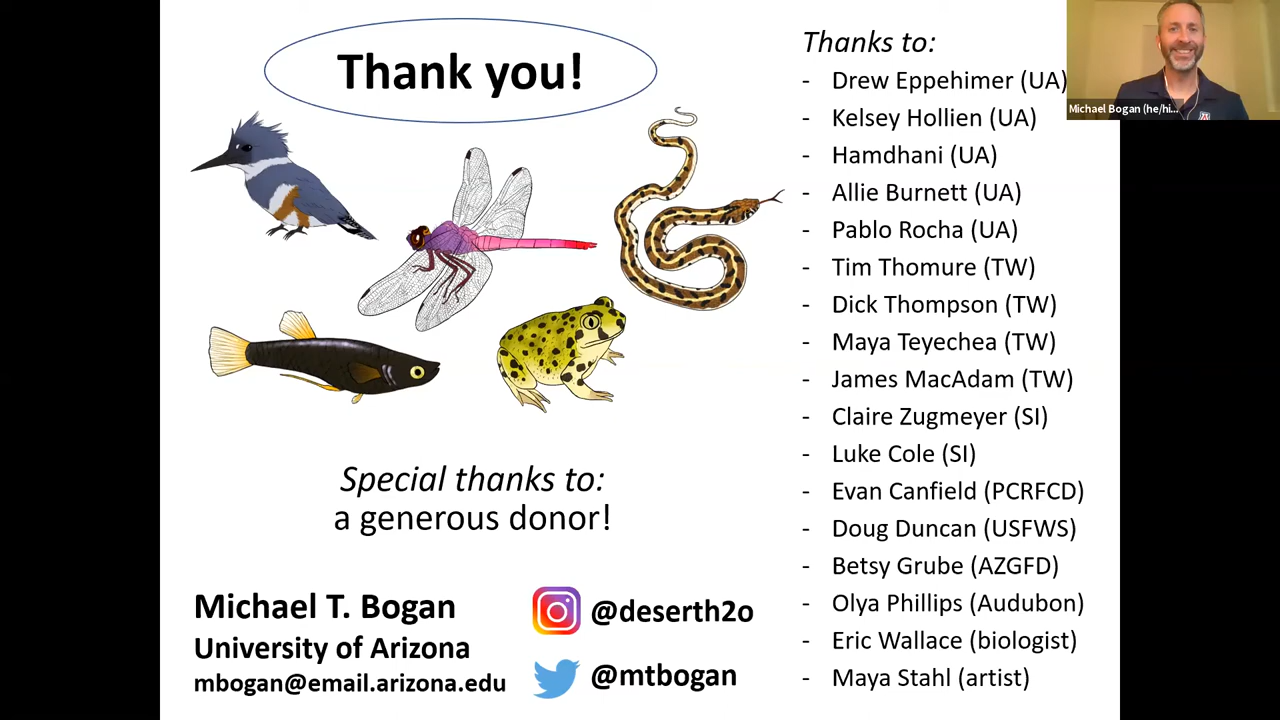 Thank you!
Thanks to:
- Drew Eppehimer (UA)
- Kelsey Hollien (UA)
- Hamdhani (UA)
- Allie Burnett (UA)
- Pablo Rocha (UA)
- Tim Thomure (TW)
- Dick Thompson (TW)
- Maya Teyechea (TW)
- James MacAdam (TW)
- Claire Zugmeyer (SI)
- Luke Cole (SI)
- Evan Canfield (PCRFCD)
- Doug Duncan (USFWS)
- Betsy Grube (AZGFD)
- Olya Phillips (Audubon)
- Eric Wallace (biologist)
- Maya Stahl (artist)
Michael Bogan (he/hi...
Special thanks to:
a generous donor!
Michael T. Bogan
University of Arizona
mbogan@email.arizona.edu
@deserth2o
@mtbogan